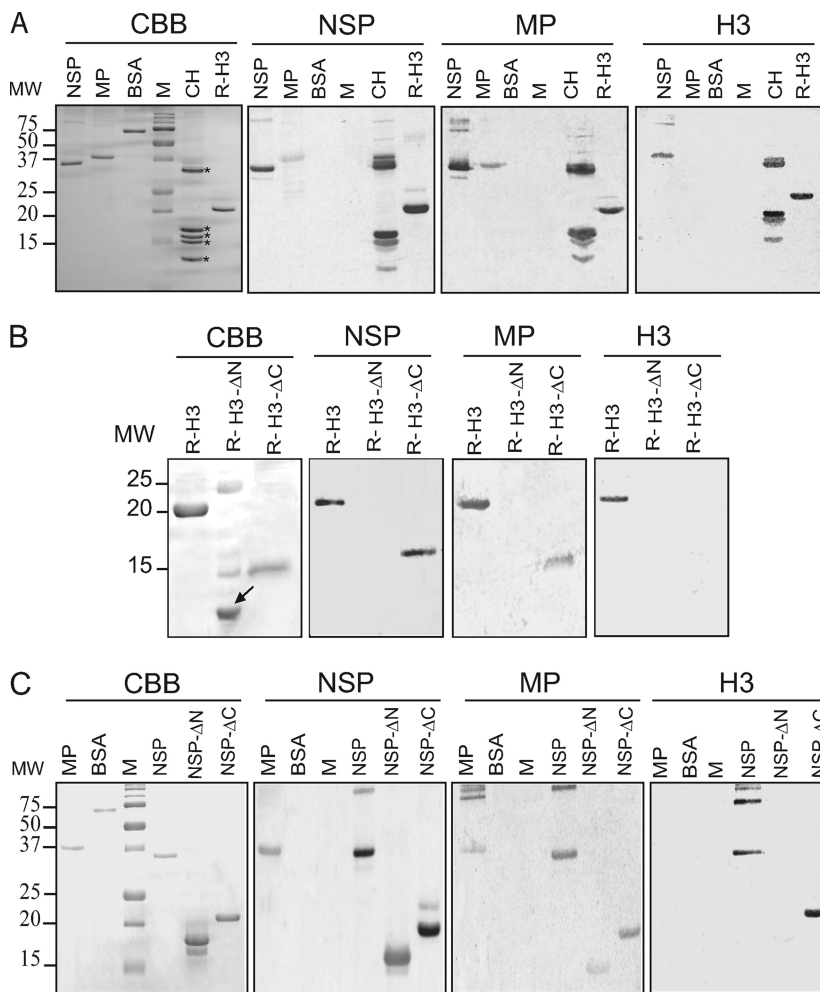 A
CBB NSP MP H3
MW NSP MP BSA M CH R-H3 NSP MP BSA M CH R-H3 NSP MP BSA M CH R-H3 NSP MP BSA M CH R-H3
75
50
37
25
20
15
*
*
*
*
*
*
B
CBB NSP MP H3
MW R-H3 R- H3-ΔN R- H3-ΔC R-H3 R- H3-ΔN R- H3-ΔC R-H3 R- H3-ΔN R- H3-ΔC R-H3 R- H3-ΔN R- H3-ΔC
25
20
15
C
CBB NSP MP H3
MW MP BSA M NSP NSP-ΔN NSP-ΔC MP BSA M NSP NSP-ΔN NSP-ΔC MP BSA M NSP NSP-ΔN NSP-ΔC MP BSA M NSP NSP-ΔN NSP-ΔC
75
50
37
25
20
15